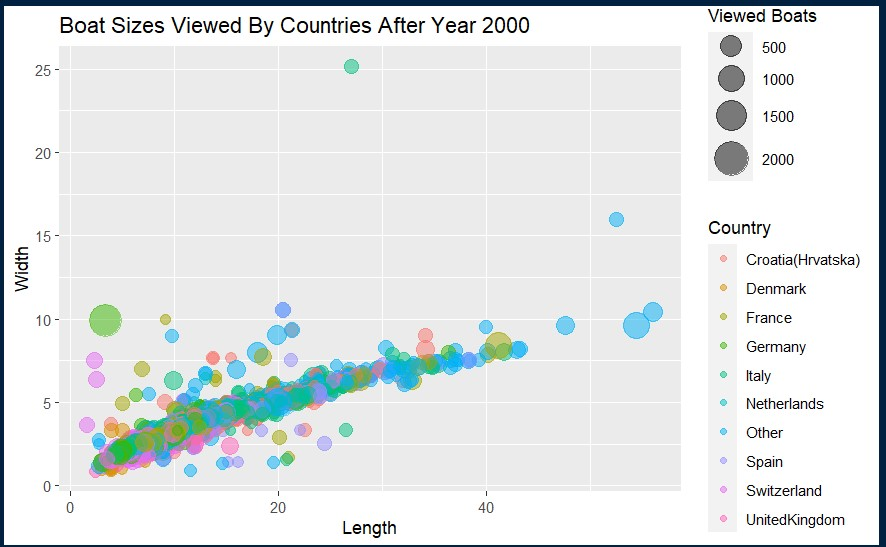 Boat Sizes Viewed By Countries After Year 2000
Viewed Boats
500
1000
1500
2000
Country
Croatia(Hrvatska)
Denmark
France
Germany
Italy
Netherlands
Other
Spain
Switzerland
UnitedKingdom
25
20
15
10
5
0
Width
0 20 40
Length